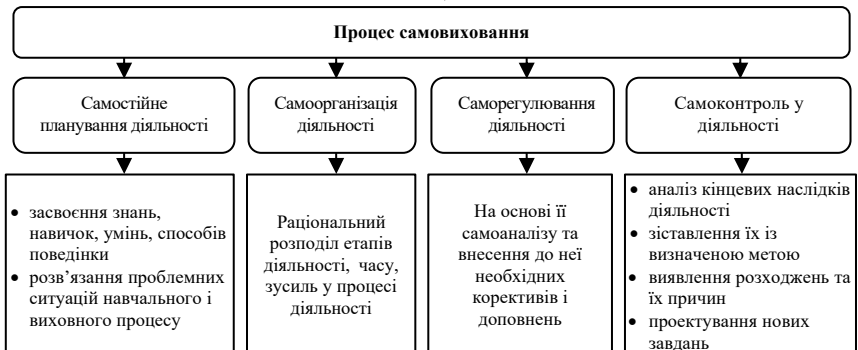 Процес самовиховання
Самостійне
планування діяльності
Самоорганізація
діяльності
Саморегулювання
діяльності
Самоконтроль у
діяльності
• засвоєння знань,
навичок, умінь, способів
поведінки
• розв’язання проблемних
ситуацій навчального і
виховного процесу
Раціональний
розподіл етапів
діяльності, часу,
зусиль у процесі
діяльності
На основі її
самоаналізу та
внесення до неї
необхідних
корективів і
доповнень
• аналіз кінцевих наслідків
діяльності
• зіставлення їх із
визначеною метою
• виявлення розходжень та
їх причин
• проектування нових
завдань